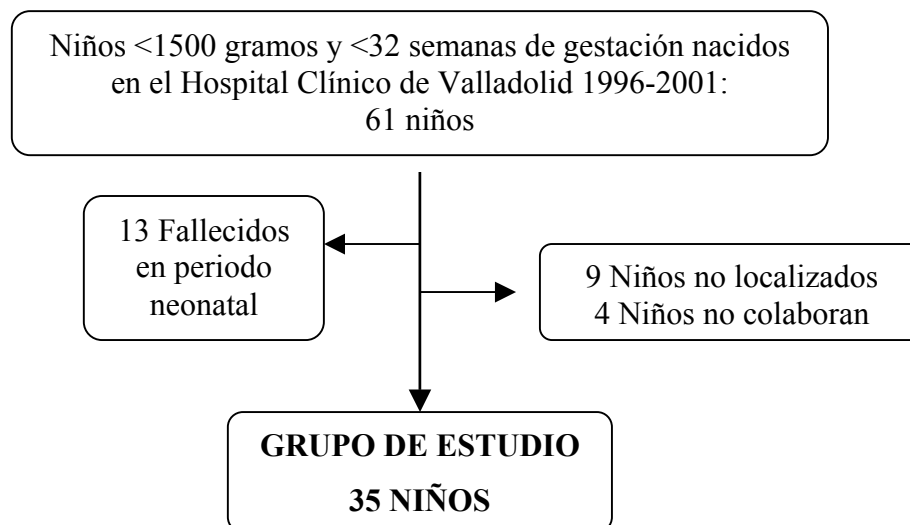 Niños <1500 gramos y <32 semanas de gestación nacidos
en el Hospital Clínico de Valladolid 1996-2001:
61 niños
13 Fallecidos
en periodo
neonatal
9 Niños no localizados
4 Niños no colaboran
GRUPO DE ESTUDIO
35 NIÑOS